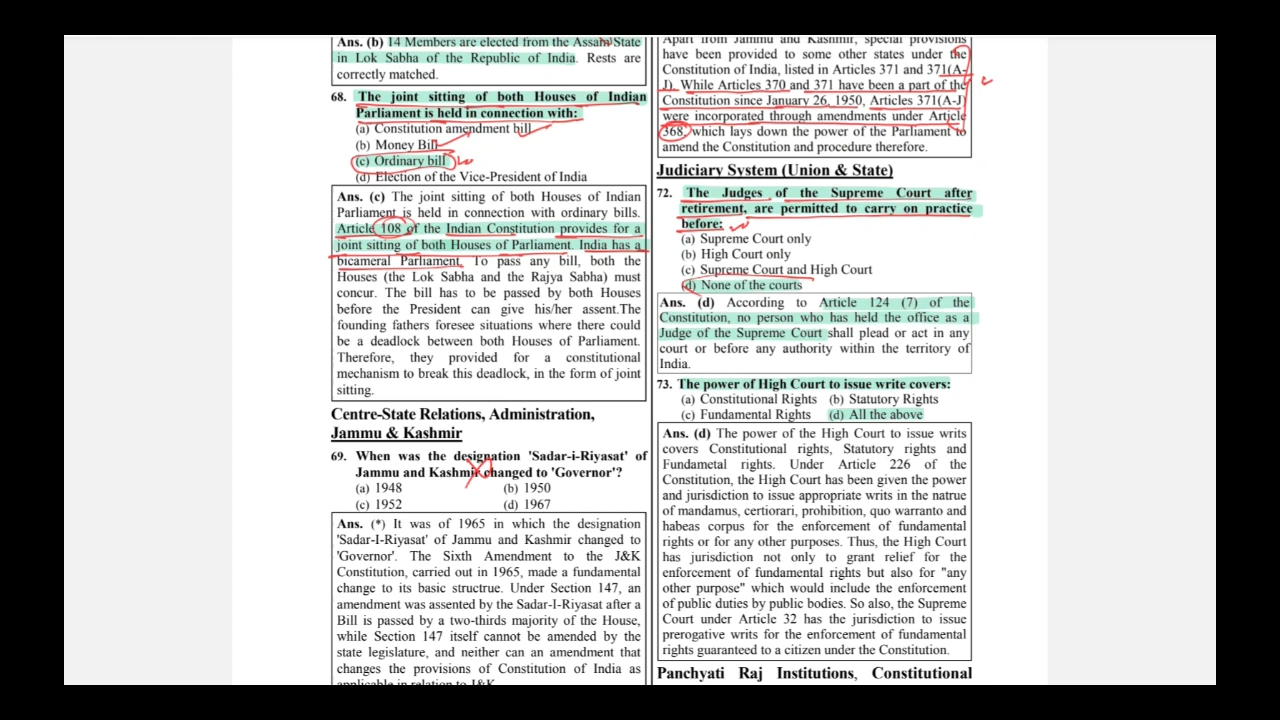 Ans. (b) 14 Members are elected from the Assam State
in Lok Sabha of the Republic of India. Rests are
correctly matched.
68. The joint sitting of both Houses of Indian
Parliament is held in connection with:
(a) Constitution amendment bill
(b) Money Bill
(c) Ordinary bill
(d) Election of the Vice-President of India
Ans. (c) The joint sitting of both Houses of Indian
Parliament is held in connection with ordinary bills.
Article 108 of the Indian Constitution provides for a
joint sitting of both Houses of Parliament. India has a
bicameral Parliament. To pass any bill, both the
Houses (the Lok Sabha and the Rajya Sabha) must
concur. The bill has to be passed by both Houses
before the President can give his/her assent.The
founding fathers foresee situations where there could
be a deadlock between both Houses of Parliament.
Therefore, they provided for a constitutional
mechanism to break this deadlock, in the form of joint
sitting.
Centre-State Relations, Administration,
Jammu & Kashmir
69. When was the designation 'Sadar-i-Riyasat' of
Jammu and Kashmir changed to 'Governor'?
(a) 1948 (b) 1950
(c) 1952 (d) 1967
Ans. (*) It was of 1965 in which the designation
'Sadar-I-Riyasat' of Jammu and Kashmir changed to
'Governor'. The Sixth Amendment to the J&K
Constitution, carried out in 1965, made a fundamental
change to its basic structrue. Under Section 147, an
amendment was assented by the Sadar-I-Riyasat after a
Bill is passed by a two-thirds majority of the House,
while Section 147 itself cannot be amended by the
state legislature, and neither can an amendment that
changes the provisions of Constitution of India as
applicable in relation to J&K.
Apart from Jammu and Kashmir, special provisions
have been provided to some other states under the
Constitution of India, listed in Articles 371 and 371(A-
J). While Articles 370 and 371 have been a part of the
Constitution since January 26, 1950, Articles 371(A-J)
were incorporated through amendments under Article
368, which lays down the power of the Parliament to
amend the Constitution and procedure therefore.
Judiciary System (Union & State)
72. The Judges of the Supreme Court after
retirement, are permitted to carry on practice
before:
(a) Supreme Court only
(b) High Court only
(c) Supreme Court and High Court
(d) None of the courts
Ans. (d) According to Article 124 (7) of the
Constitution, no person who has held the office as a
Judge of the Supreme Court shall plead or act in any
court or before any authority within the territory of
India.
73. The power of High Court to issue write covers:
(a) Constitutional Rights (b) Statutory Rights
(c) Fundamental Rights (d) All the above
Ans. (d) The power of the High Court to issue writs
covers Constitutional rights, Statutory rights and
Fundametal rights. Under Article 226 of the
Constitution, the High Court has been given the power
and jurisdiction to issue appropriate writs in the natrue
of mandamus, certiorari, prohibition, quo warranto and
habeas corpus for the enforcement of fundamental
rights or for any other purposes. Thus, the High Court
has jurisdiction not only to grant relief for the
enforcement of fundamental rights but also for "any
other purpose" which would include the enforcement
of public duties by public bodies. So also, the Supreme
Court under Article 32 has the jurisdiction to issue
prerogative writs for the enforcement of fundamental
rights guaranteed to a citizen under the Constitution.
Panchyati Raj Institutions, Constitutional